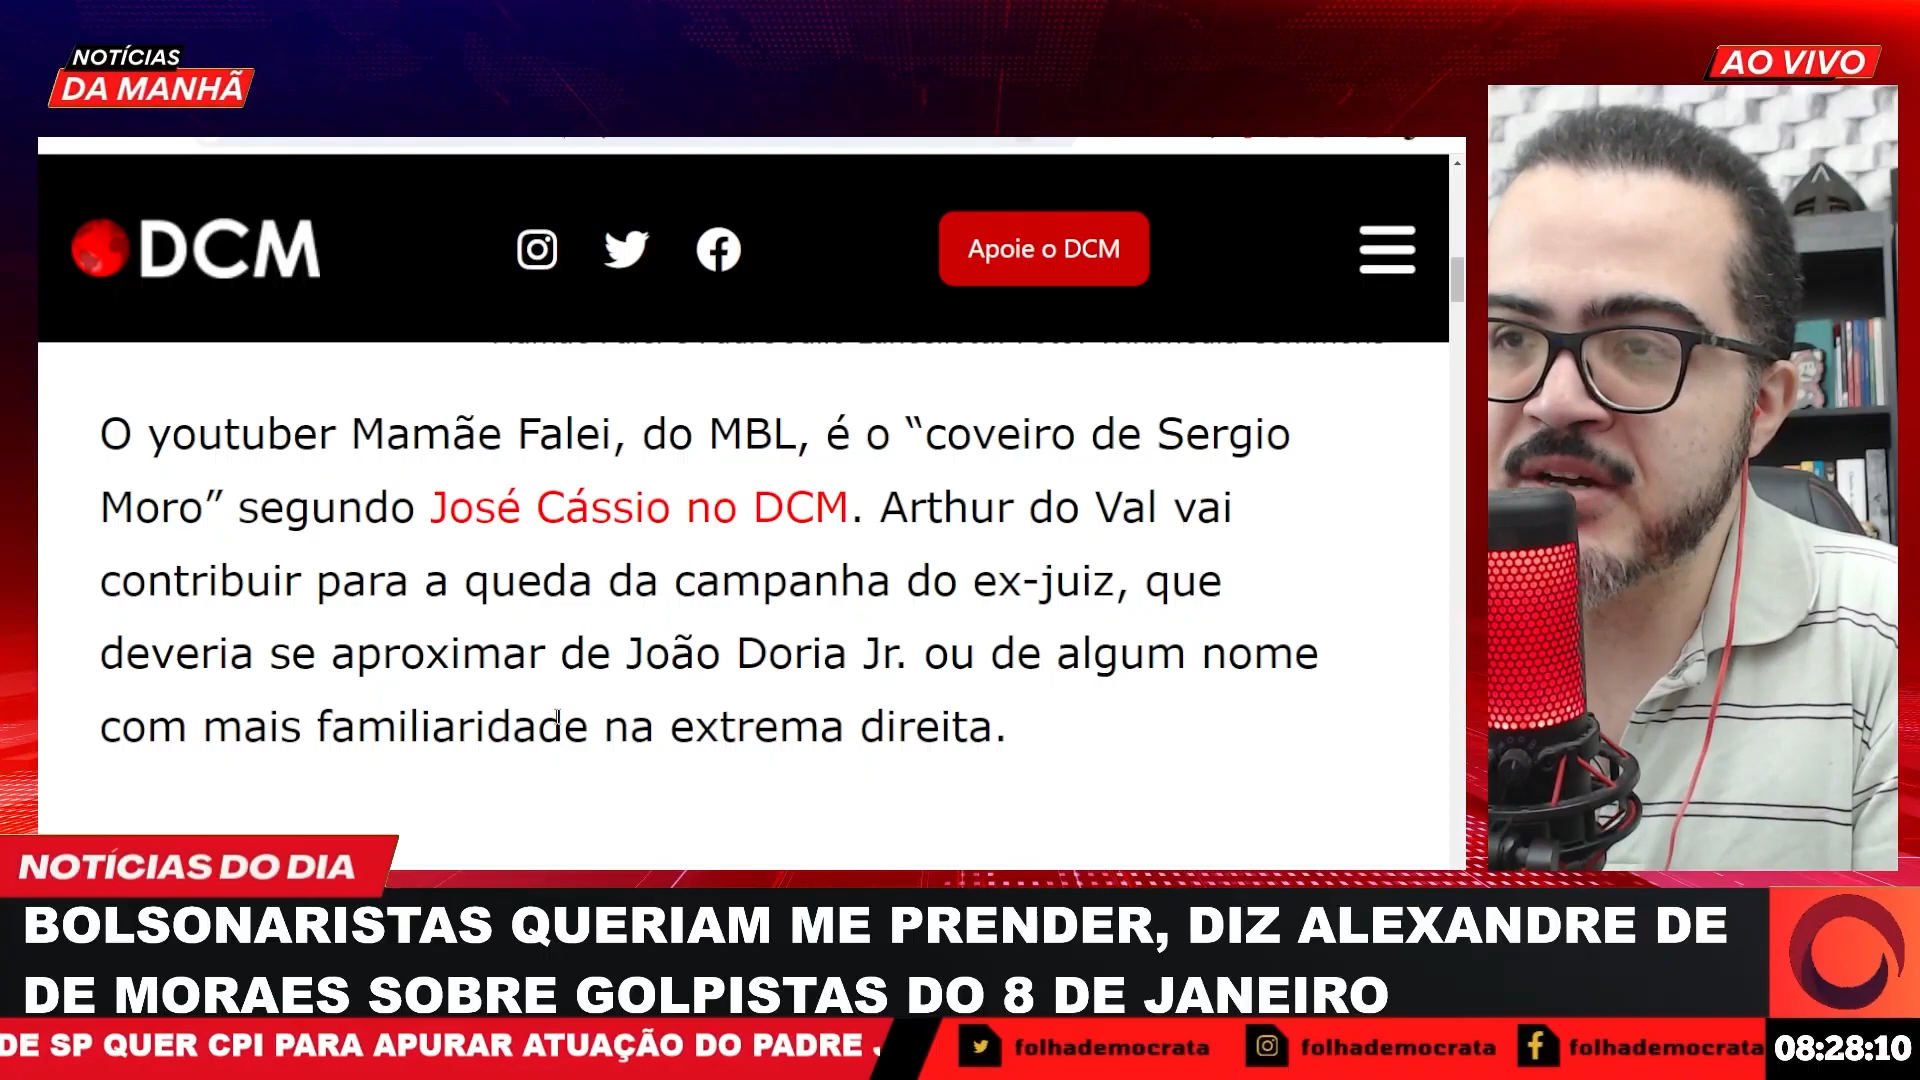 NOTÍCIAS
DA MANHÃ
AO VIVO
DCM
Apoie o DCM
O youtuber Mamãe Falei, do MBL, é o “coveiro de Sergio
Moro” segundo José Cássio no DCM. Arthur do Val vai
contribuir para a queda da campanha do ex-juiz, que
deveria se aproximar de João Doria Jr. ou de algum nome
com mais familiaridade na extrema direita.
NOTÍCIAS DO DIA
BOLSONARISTAS QUERIAM ME PRENDER, DIZ ALEXANDRE DE
DE MORAES SOBRE GOLPISTAS DO 8 DE JANEIRO
DE SP QUER CPI PARA APURAR ATUAÇÃO DO PADRE
folhademocrata folhademocrata folhademocrata 08:28:10